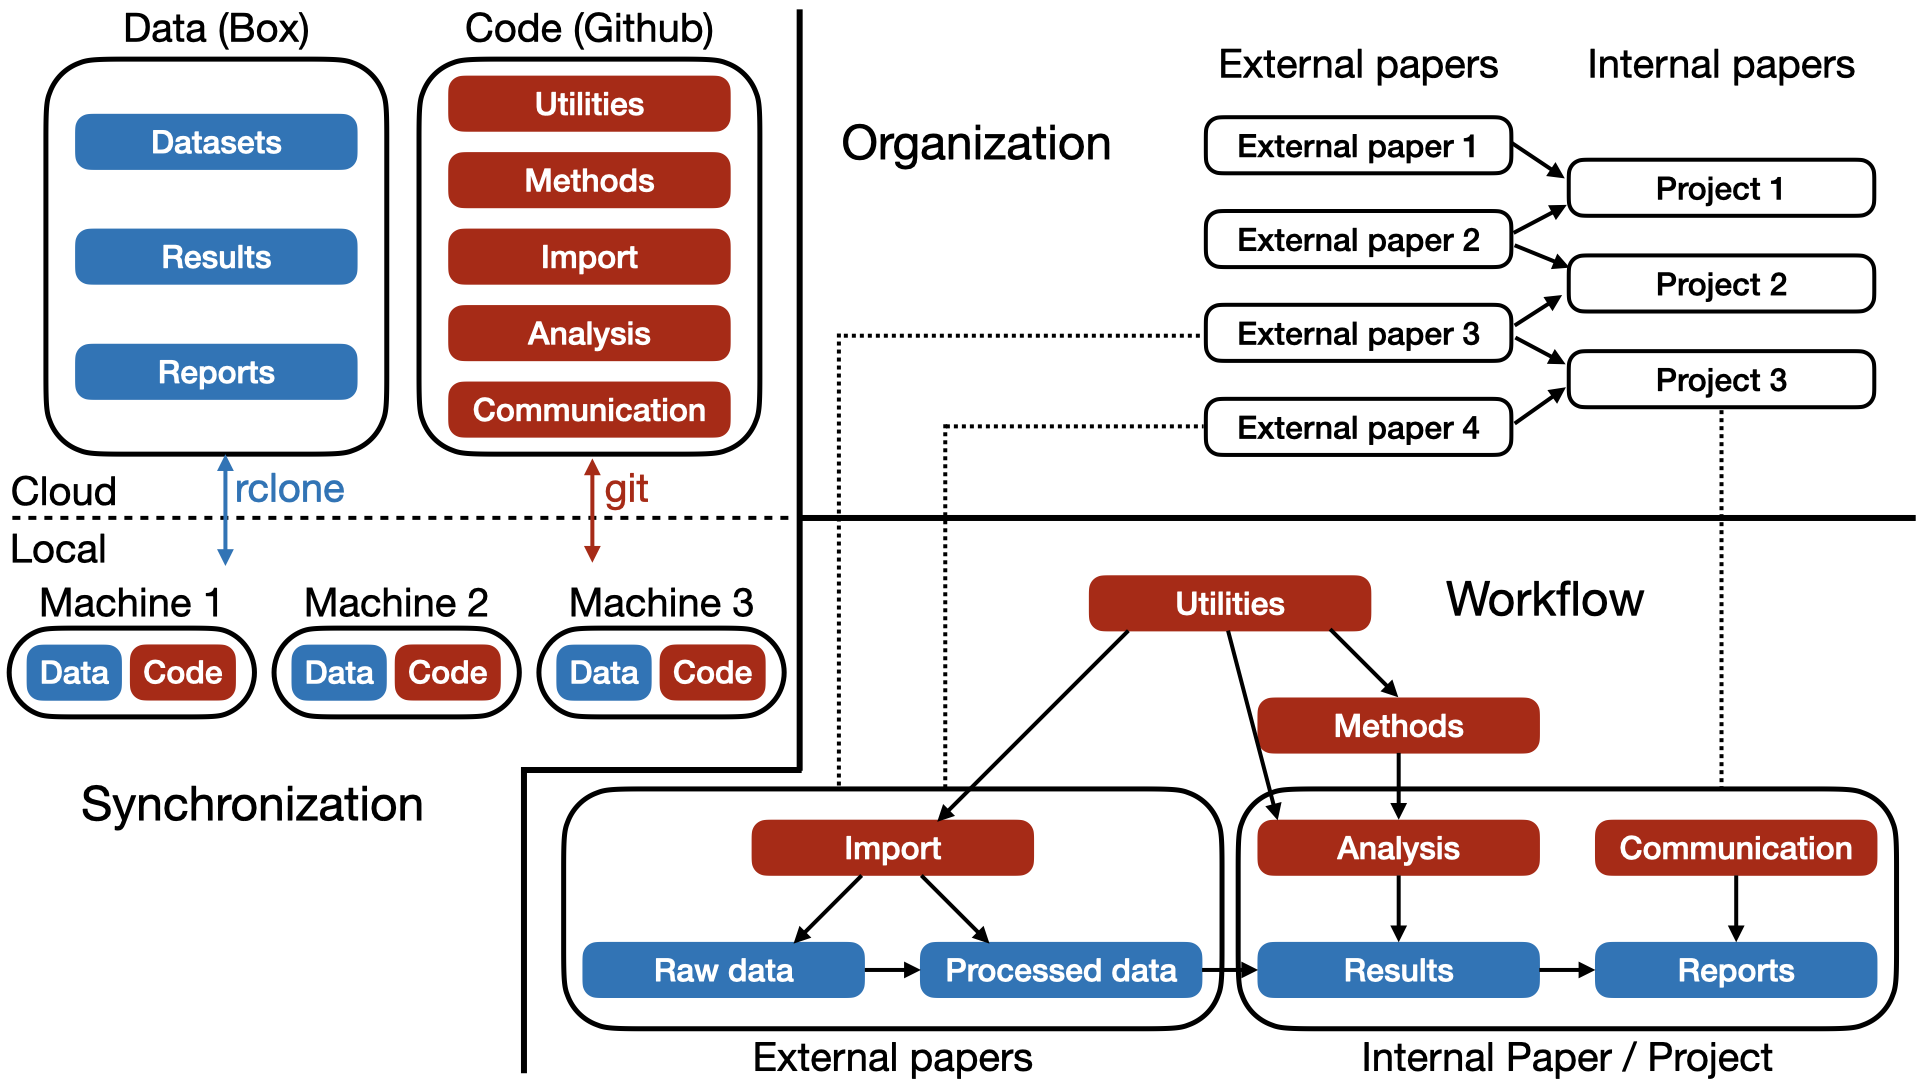 Data (Box)
Code (Github)
Datasets
Results
Reports
Utilities
Methods
Import
Analysis
Communication
rclone
git
Cloud
Local
Machine 1
Machine 2
Machine 3
Data
Code
Data
Code
Data
Code
Synchronization
Organization
External papers
Internal papers
External paper 1
External paper 2
External paper 3
External paper 4
Project 1
Project 2
Project 3
Workflow
Utilities
Methods
Import
Analysis
Communication
Raw data
Processed data
Results
Reports
External papers
Internal Paper / Project